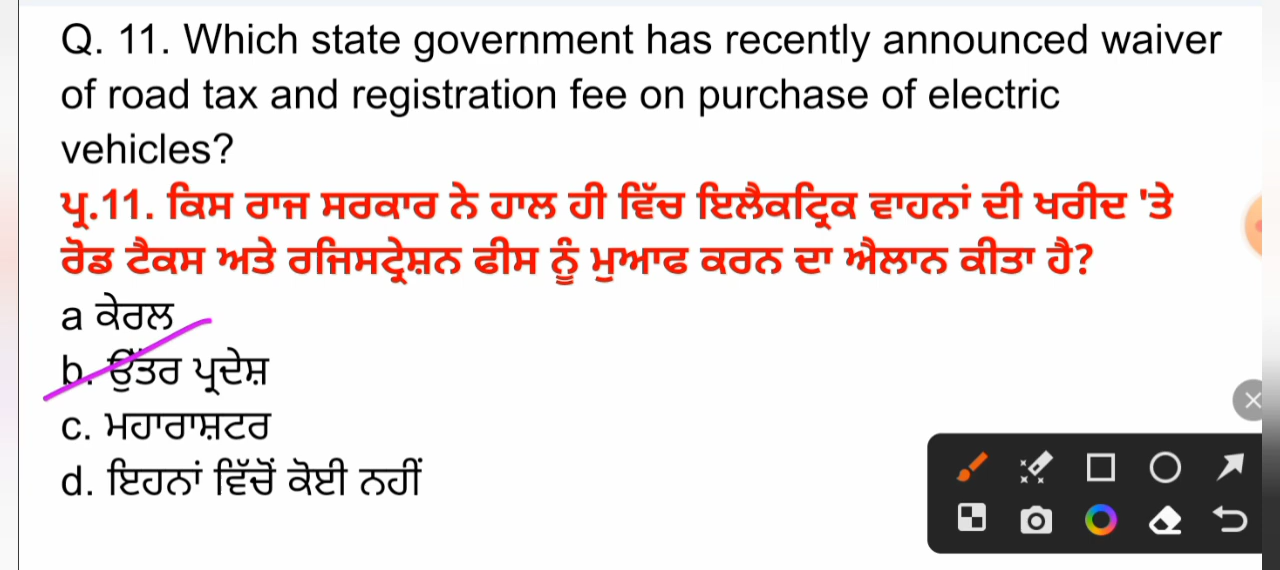 Q. 11. Which state government has recently announced waiver
of road tax and registration fee on purchase of electric
vehicles?
ਪ੍ਰ.11. ਕਿਸ ਰਾਜ ਸਰਕਾਰ ਨੇ ਹਾਲ ਹੀ ਵਿੱਚ ਇਲੈਕਟ੍ਰਿਕ ਵਾਹਨਾਂ ਦੀ ਖਰੀਦ 'ਤੇ
ਰੋਡ ਟੈਕਸ ਅਤੇ ਰਜਿਸਟ੍ਰੇਸ਼ਨ ਫੀਸ ਨੂੰ ਮੁਆਫ ਕਰਨ ਦਾ ਐਲਾਨ ਕੀਤਾ ਹੈ?
a ਕੇਰਲ
b. ਉੱਤਰ ਪ੍ਰਦੇਸ਼
c. ਮਹਾਰਾਸ਼ਟਰ
d. ਇਹਨਾਂ ਵਿੱਚੋਂ ਕੋਈ ਨਹੀਂ